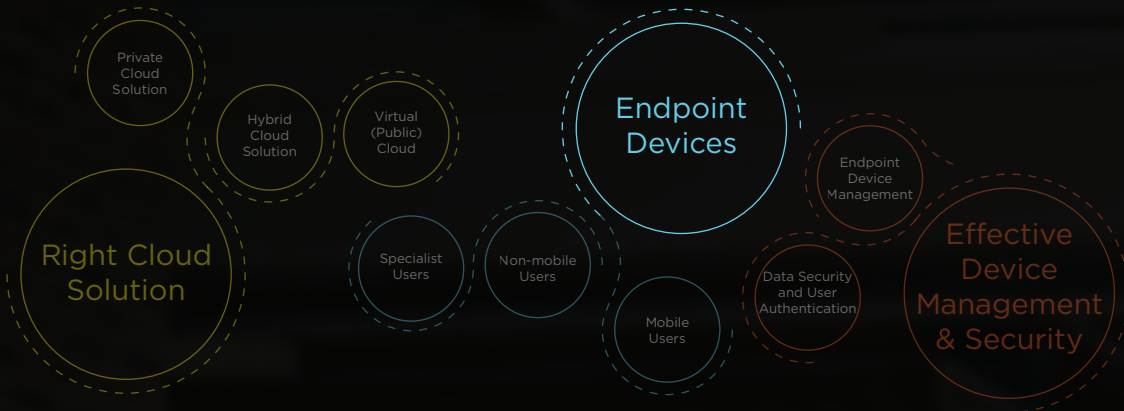 Private
Cloud
Solution
Hybrid
Cloud
Solution
Virtual
(Public)
Cloud
Right Cloud
Solution
Endpoint
Devices
Specialist
Users
Non-mobile
Users
Mobile
Users
Endpoint
Device
Management
Data Security
and User
Authentication
Effective
Device
Management
& Security